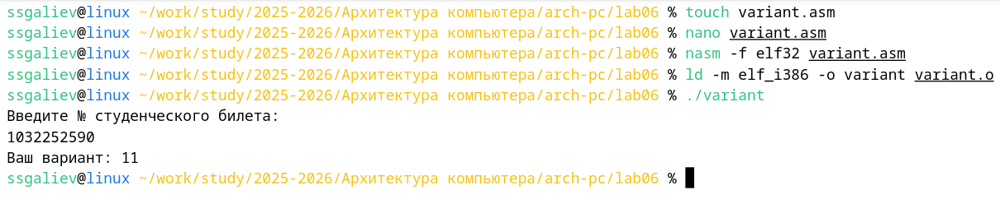 ssgaliev@linux ~/work/study/2025-2026/Архитектура компьютера/arch-pc/lab06 % touch variant.asm
ssgaliev@linux ~/work/study/2025-2026/Архитектура компьютера/arch-pc/lab06 % nano variant.asm
ssgaliev@linux ~/work/study/2025-2026/Архитектура компьютера/arch-pc/lab06 % nasm -f elf32 variant.asm
ssgaliev@linux ~/work/study/2025-2026/Архитектура компьютера/arch-pc/lab06 % ld -m elf_i386 -o variant variant.o
ssgaliev@linux ~/work/study/2025-2026/Архитектура компьютера/arch-pc/lab06 % ./variant
Введите № студенческого билета:
1032252590
Ваш вариант: 11
ssgaliev@linux ~/work/study/2025-2026/Архитектура компьютера/arch-pc/lab06 %